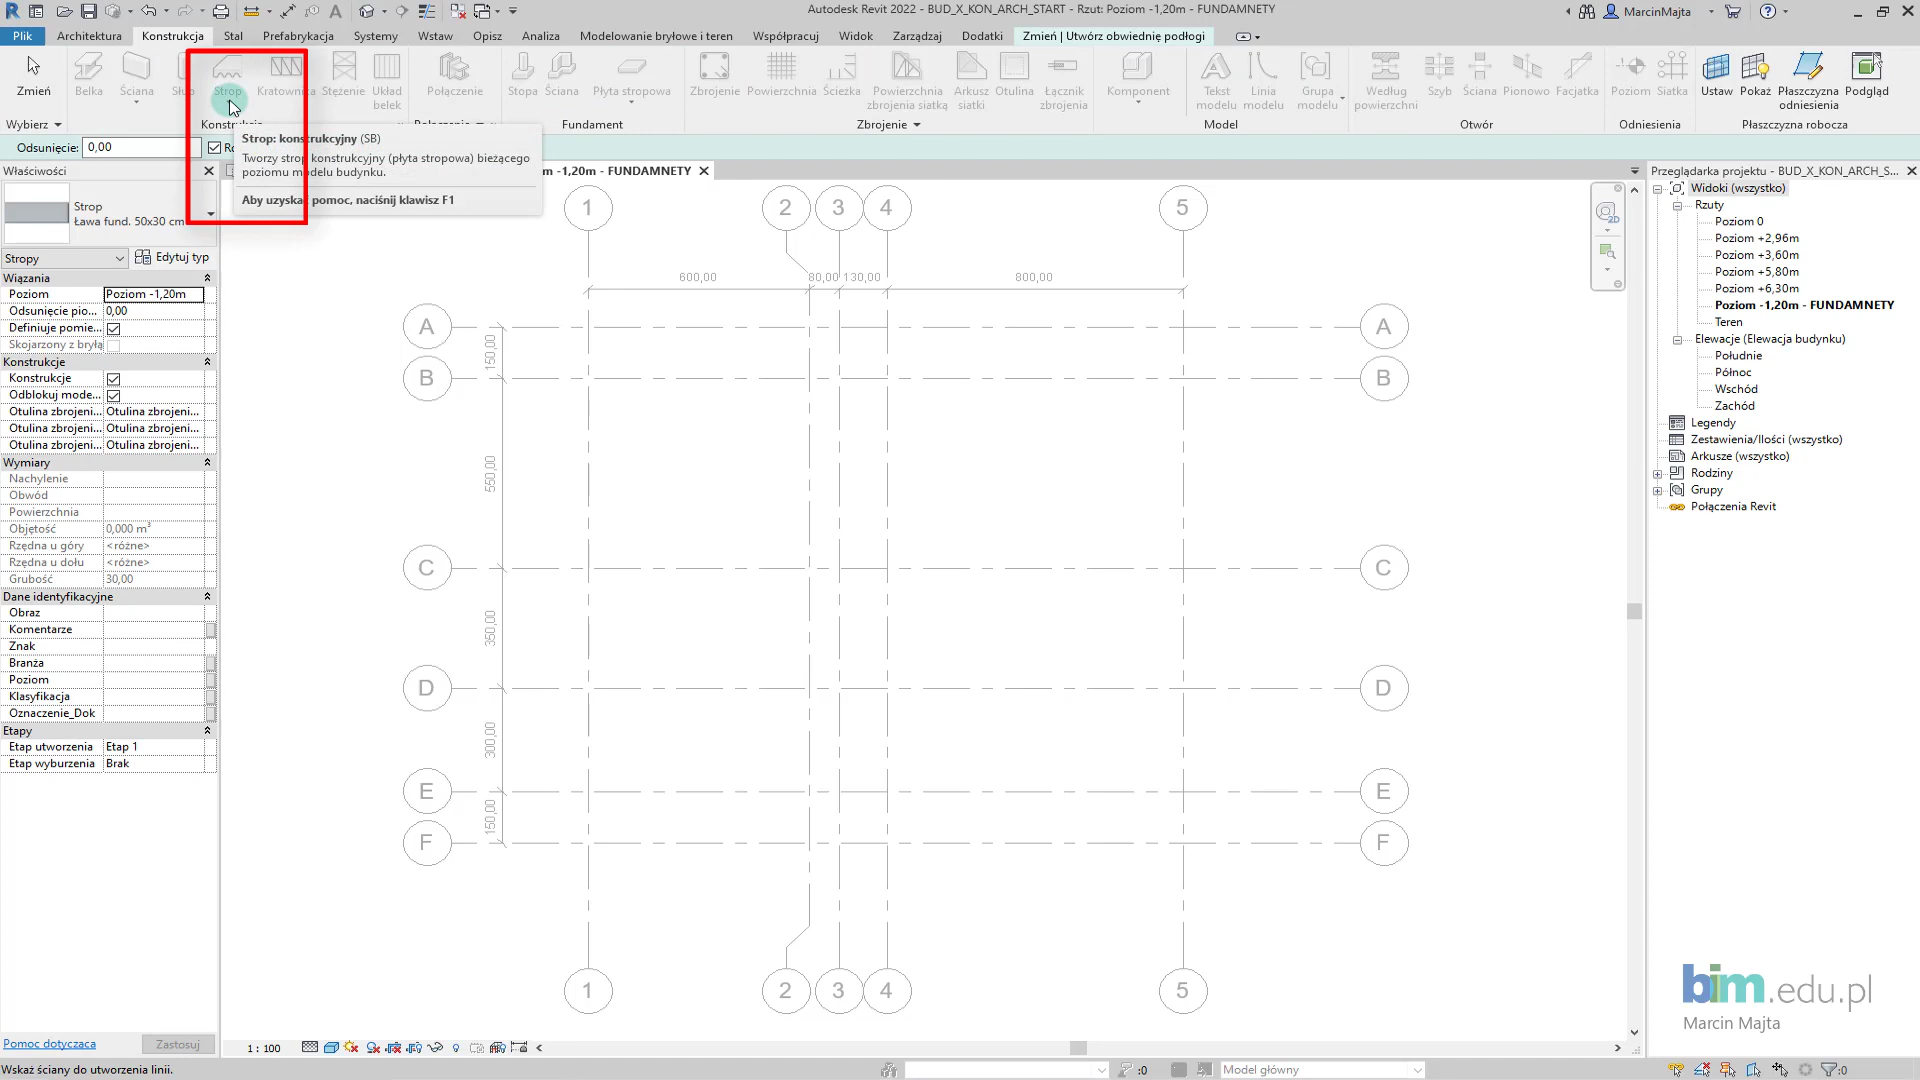 Autodesk Revit 2022 - BUD_X_KON_ARCH_START - Rzut: Poziom -1,20m - FUNDAMNETY
MarcinMajta
Plik Architektura Konstrukcja Stal Prefabrykacja Systemy Wstaw Opisz Analiza Modelowanie bryłowe i teren Współpracuj Widok Zarządzaj Dodatki Zmień | Utwórz obwiednię podłogi
Zmień Belka Ściana Słup Strop Kratownica Stężenie Układ belek Połączenie Stopa Ściana Płyta stropowa Zbrojenie Powierzchnia Ścieżka Powierzchnia zbrojenia siatką Arkusz siatki Otulina Łącznik zbrojenia Komponent Tekst modelu Linia modelu Grupa modelu Według powierzchni Szyb Ściana Pionowo Facjatka Poziom Siatka Ustaw Pokaż Płaszczyzna odniesienia Podgląd
Wybierz Fundament Zbrojenie Model Otwór Odniesienia Płaszczyzna robocza
Odsunięcie: 0,00
Strop: konstrukcyjny (SB)
Tworzy strop konstrukcyjny (płyta stropowa) bieżącego
poziomu modelu budynku.
Aby uzyskać pomoc, naciśnij klawisz F1
Właściwości
m -1,20m - FUNDAMNETY
Strop
Ława fund. 50x30 cm
Stropy Edytuj typ
Wiązania
Poziom Poziom -1,20m
Odsunięcie pio... 0,00
Definiuje pomie...
Skojarzony z bryłą
Konstrukcje
Konstrukcje
Odblokuj mode...
Otulina zbrojeni... Otulina zbrojeni...
Otulina zbrojeni... Otulina zbrojeni...
Otulina zbrojeni... Otulina zbrojeni...
Wymiary
Nachylenie
Obwód
Powierzchnia
Objętość 0,000 m³
Rzędna u góry <różne>
Rzędna u dołu <różne>
Grubość 30,00
Dane identyfikacyjne
Obraz
Komentarze
Znak
Branża
Poziom
Klasyfikacja
Oznaczenie_Dok
Etapy
Etap utworzenia Etap 1
Etap wyburzenia Brak
Pomoc dotycząca Zastosuj
1 2 3 4 5
600,00 80,00 130,00 800,00
A A
150,00
B B
550,00
C C
350,00
D D
300,00
E E
150,00
F F
1 2 3 4 5
2D
Przeglądarka projektu - BUD_X_KON_ARCH_S...
Widoki (wszystko)
Rzuty
Poziom 0
Poziom +2,96m
Poziom +3,60m
Poziom +5,80m
Poziom +6,30m
Poziom -1,20m - FUNDAMNETY
Teren
Elewacje (Elewacja budynku)
Południe
Północ
Wschód
Zachód
Legendy
Zestawienia/Ilości (wszystko)
Arkusze (wszystko)
Rodziny
Grupy
Połączenia Revit
bim.edu.pl
Marcin Majta
1 : 100
Wskaż ściany do utworzenia linii. :0 Model główny :0